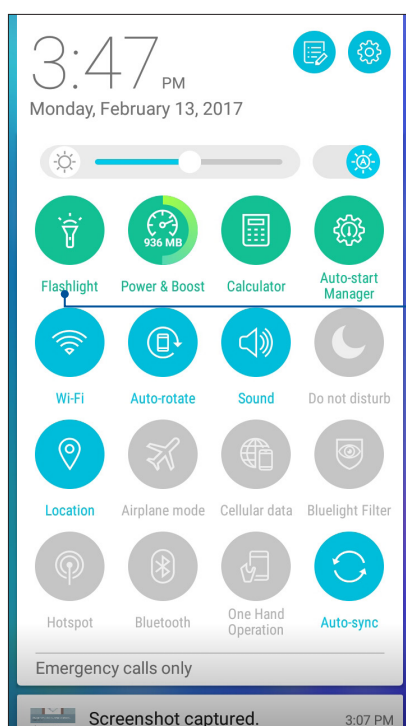 3:47 PM
Monday, February 13, 2017
A
936 MB
Flashlight Power & Boost Calculator Auto-start Manager
Wi-Fi Auto-rotate Sound Do not disturb
Location Airplane mode Cellular data Bluelight Filter
Hotspot Bluetooth One Hand Operation Auto-sync
Emergency calls only
Screenshot captured. 3:07 PM